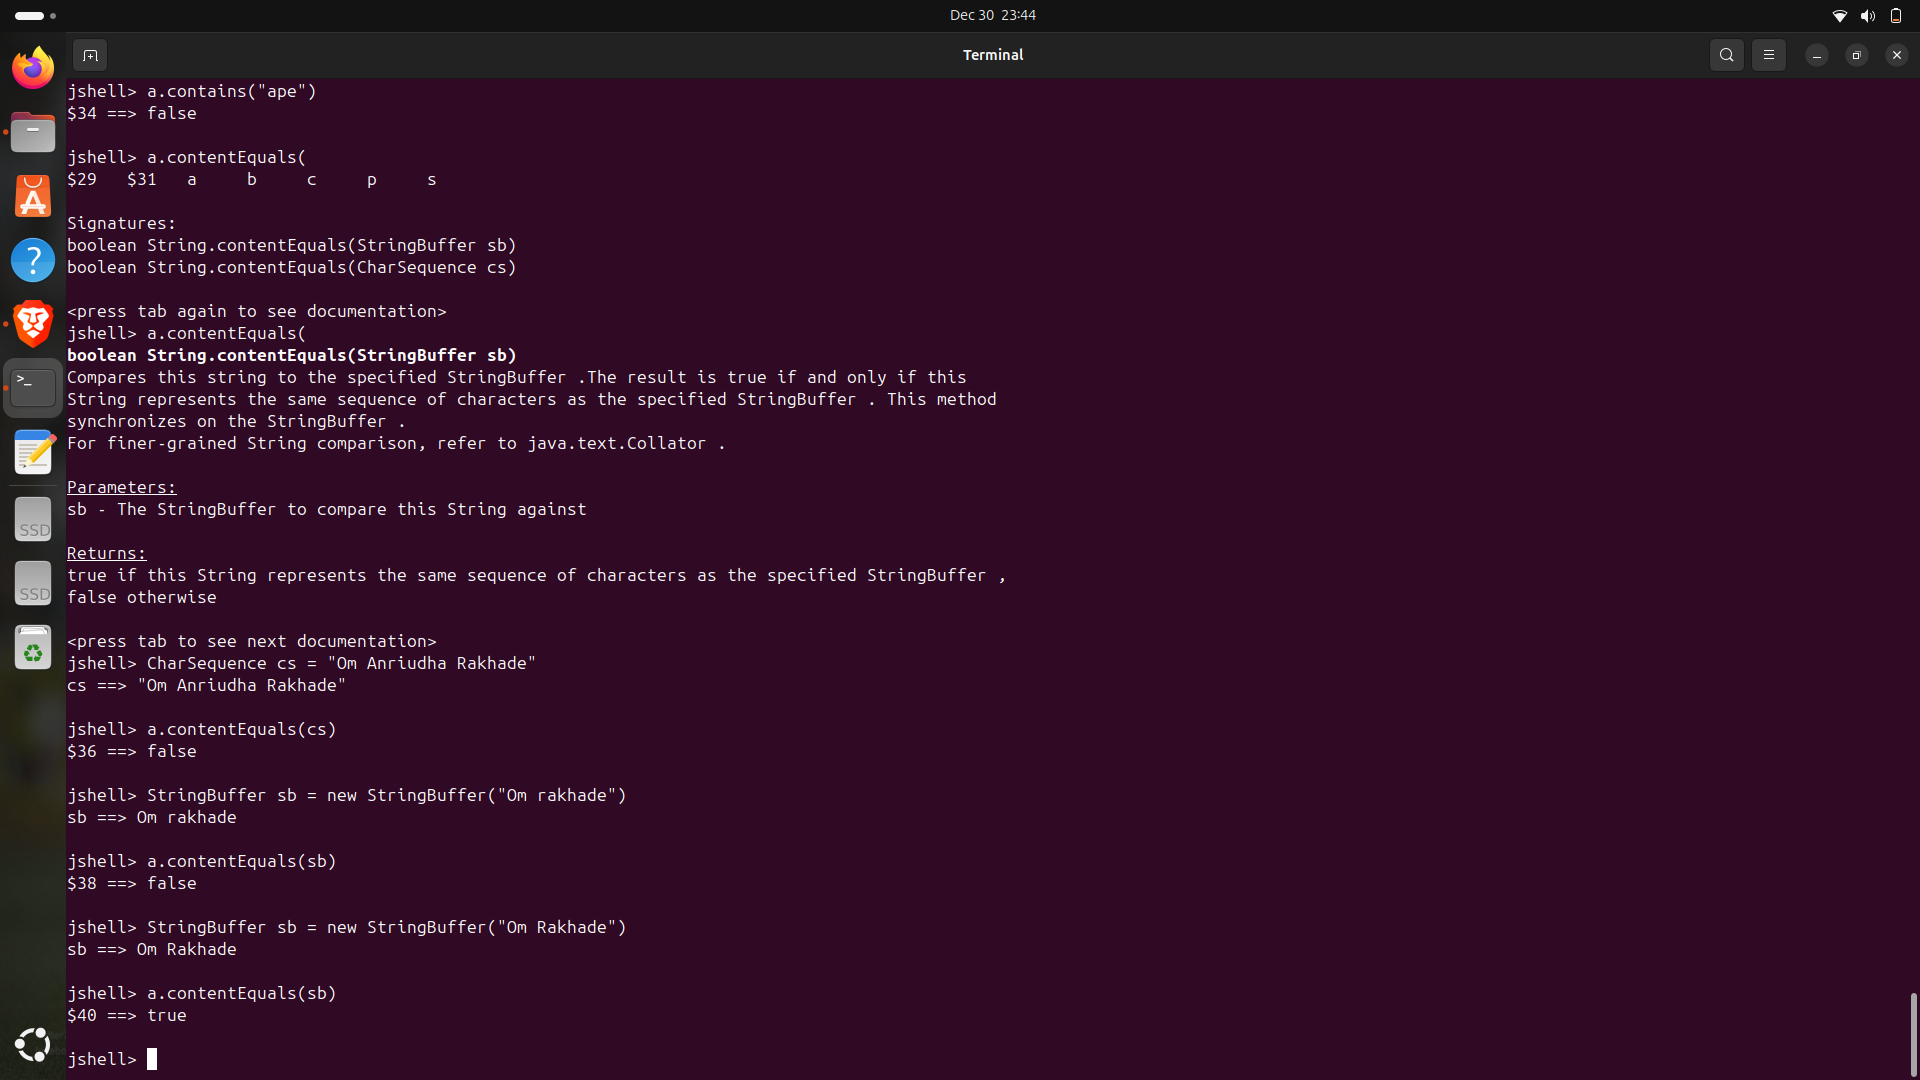 Dec 30 23:44
Terminal
jshell> a.contains("ape")
$34 ==> false
jshell> a.contentEquals(
$29 $31 a b c p s
Signatures:
boolean String.contentEquals(StringBuffer sb)
boolean String.contentEquals(CharSequence cs)
<press tab again to see documentation>
jshell> a.contentEquals(
boolean String.contentEquals(StringBuffer sb)
Compares this string to the specified StringBuffer .The result is true if and only if this
String represents the same sequence of characters as the specified StringBuffer . This method
synchronizes on the StringBuffer .
For finer-grained String comparison, refer to java.text.Collator .
Parameters:
sb - The StringBuffer to compare this String against
Returns:
true if this String represents the same sequence of characters as the specified StringBuffer ,
false otherwise
<press tab to see next documentation>
jshell> CharSequence cs = "Om Anriudha Rakhade"
cs ==> "Om Anriudha Rakhade"
jshell> a.contentEquals(cs)
$36 ==> false
jshell> StringBuffer sb = new StringBuffer("Om rakhade")
sb ==> Om rakhade
jshell> a.contentEquals(sb)
$38 ==> false
jshell> StringBuffer sb = new StringBuffer("Om Rakhade")
sb ==> Om Rakhade
jshell> a.contentEquals(sb)
$40 ==> true
jshell>
SSD
SSD